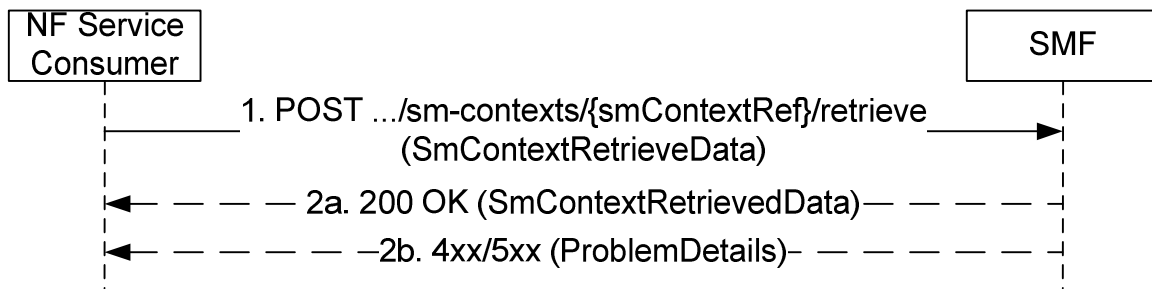 NF Service
Consumer
SMF
1. POST .../sm-contexts/{smContextRef}/retrieve
(SmContextRetrieveData)
2a. 200 OK (SmContextRetrievedData)
2b. 4xx/5xx (ProblemDetails)